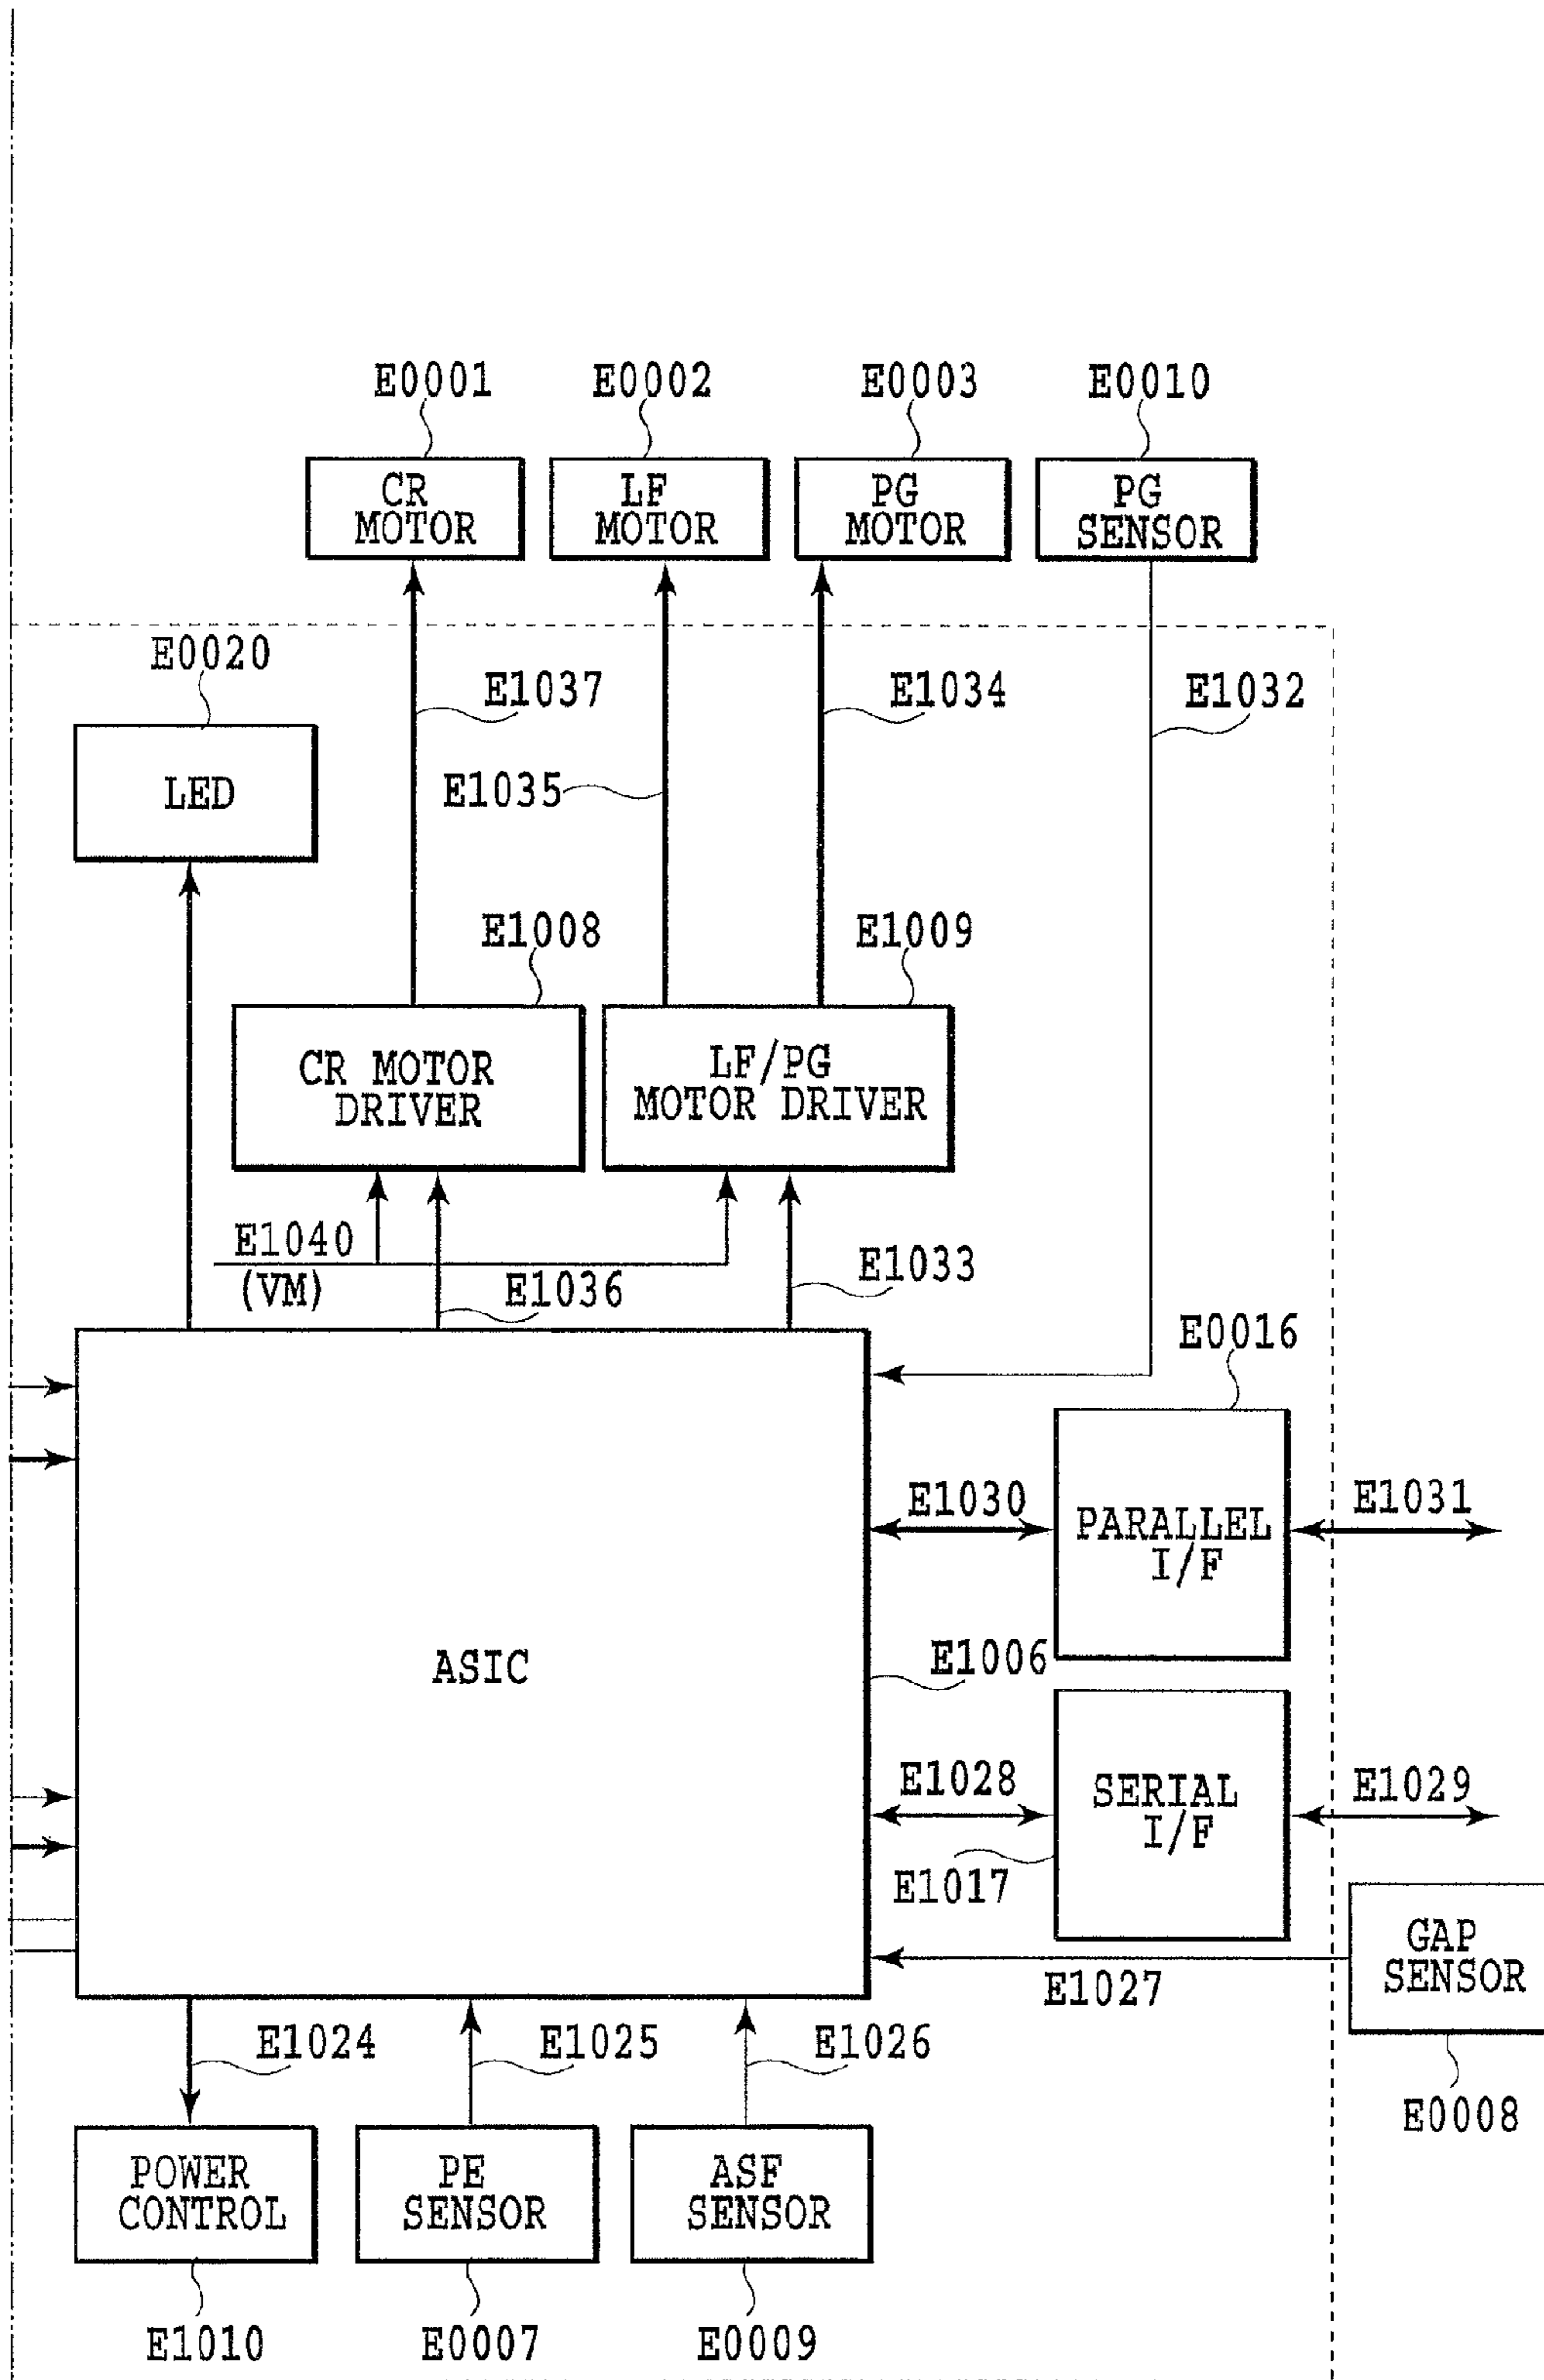 E0001
E0002
E0003
E0010
CR
MOTOR
LF
MOTOR
PG
MOTOR
PG
SENSOR
E0020
E1037
E1034
E1032
LED
E1035
E1008
E1009
CR MOTOR
DRIVER
LF/PG
MOTOR DRIVER
E1040
(VM)
E1036
E1033
E0016
E1030
PARALLEL
I/F
E1031
ASIC
E1006
E1028
SERIAL
I/F
E1029
E1017
GAP
SENSOR
E1027
E1024
E1025
E1026
E0008
POWER
CONTROL
PE
SENSOR
ASF
SENSOR
E1010
E0007
E0009